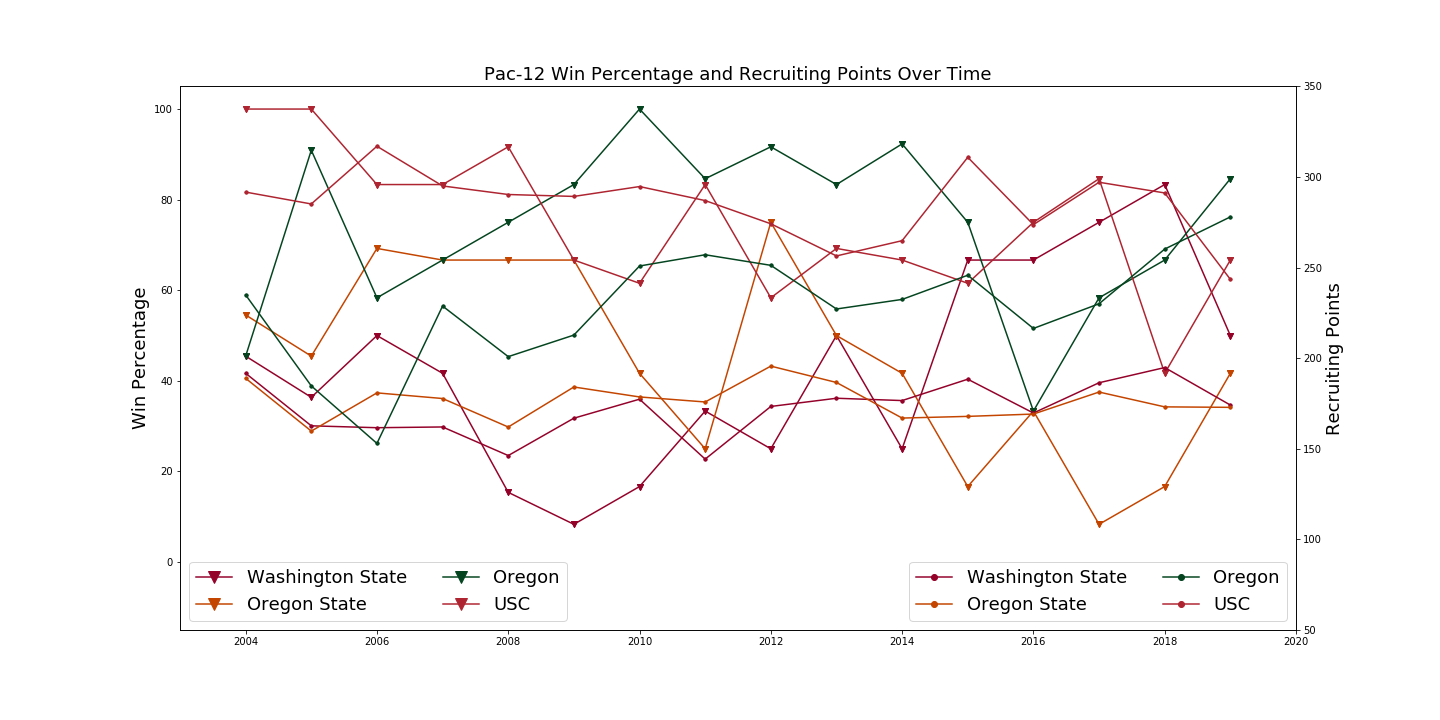 Pac-12 Win Percentage and Recruiting Points Over Time
Win Percentage
100
80
60
40
20
0
350
300
250
200
150
100
50
Recruiting Points
Washington State
Oregon State
Oregon
USC
Washington State
Oregon State
Oregon
USC
2004 2006 2008 2010 2012 2014 2016 2018 2020